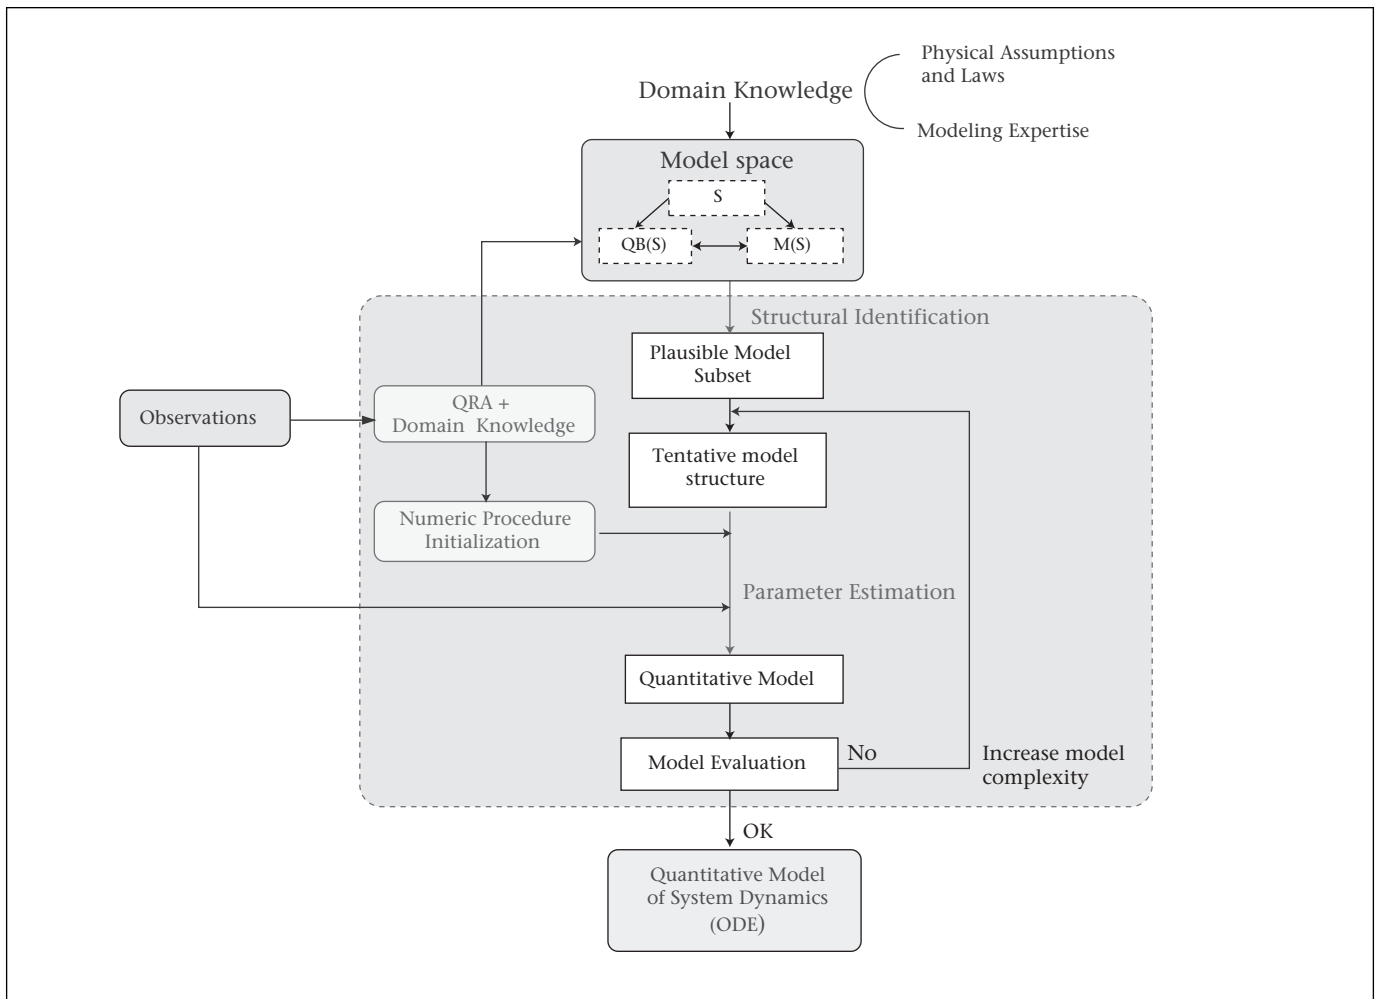 Physical Assumptions
and Laws
Domain Knowledge
Modeling Expertise
Model space
S
QB(S)
M(S)
Structural Identification
Plausible Model
Subset
Observations
QRA +
Domain Knowledge
Tentative model
structure
Numeric Procedure
Initialization
Parameter Estimation
Quantitative Model
Model Evaluation
No
Increase model
complexity
OK
Quantitative Model
of System Dynamics
(ODE)